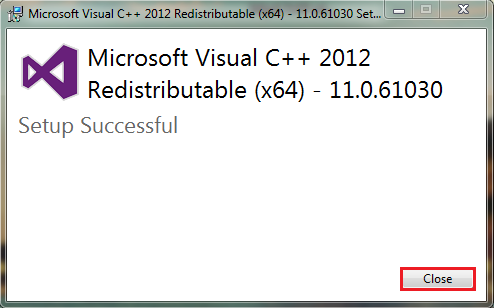 Microsoft Visual C++ 2012 Redistributable (x64) - 11.0.61030 Set...
Microsoft Visual C++ 2012
Redistributable (x64) - 11.0.61030
Setup Successful
Close